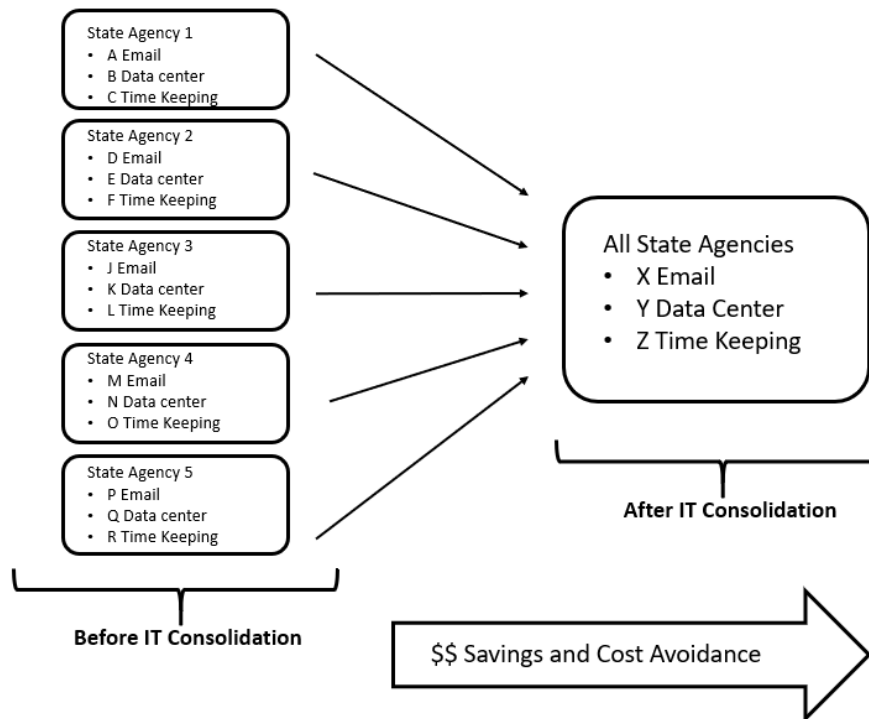 State Agency 1
• A Email
• B Data center
• C Time Keeping
State Agency 2
• D Email
• E Data center
• F Time Keeping
State Agency 3
• J Email
• K Data center
• L Time Keeping
State Agency 4
• M Email
• N Data center
• O Time Keeping
State Agency 5
• P Email
• Q Data center
• R Time Keeping
Before IT Consolidation
All State Agencies
• X Email
• Y Data Center
• Z Time Keeping
After IT Consolidation
$$ Savings and Cost Avoidance